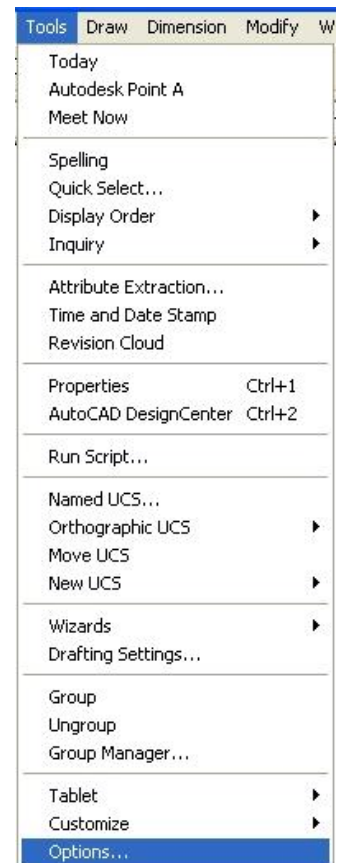 Tools Draw Dimension Modify W
Today
Autodesk Point A
Meet Now
Spelling
Quick Select...
Display Order
Inquiry
Attribute Extraction...
Time and Date Stamp
Revision Cloud
Properties Ctrl+1
AutoCAD DesignCenter Ctrl+2
Run Script...
Named UCS...
Orthographic UCS
Move UCS
New UCS
Wizards
Drafting Settings...
Group
Ungroup
Group Manager...
Tablet
Customize
Options...